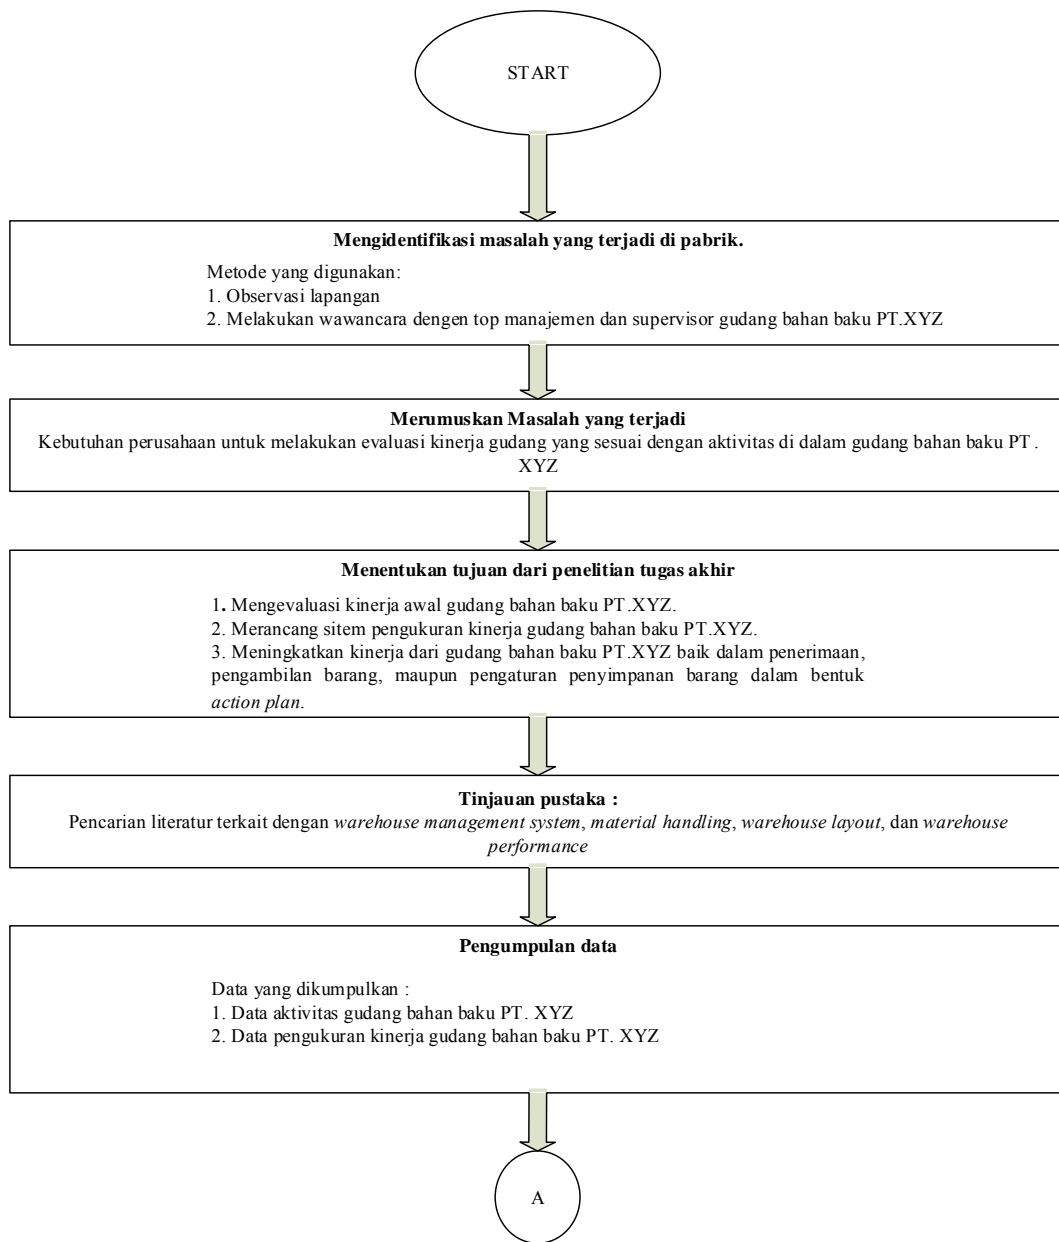 START
Mengidentifikasi masalah yang terjadi di pabrik.
Metode yang digunakan:
1. Observasi lapangan
2. Melakukan wawancara dengen top manajemen dan supervisor gudang bahan baku PT.XYZ
Merumuskan Masalah yang terjadi
Kebutuhan perusahaan untuk melakukan evaluasi kinerja gudang yang sesuai dengan aktivitas di dalam gudang bahan baku PT.
XYZ
Menentukan tujuan dari penelitian tugas akhir
1. Mengevaluasi kinerja awal gudang bahan baku PT.XYZ.
2. Merancang sitem pengukuran kinerja gudang bahan baku PT.XYZ.
3. Meningkatkan kinerja dari gudang bahan baku PT.XYZ baik dalam penerimaan,
pengambilan barang, maupun pengaturan penyimpanan barang dalam bentuk
action plan.
Tinjauan pustaka :
Pencarian literatur terkait dengan warehouse management system, material handling, warehouse layout, dan warehouse
performance
Pengumpulan data
Data yang dikumpulkan :
1. Data aktivitas gudang bahan baku PT. XYZ
2. Data pengukuran kinerja gudang bahan baku PT. XYZ
A